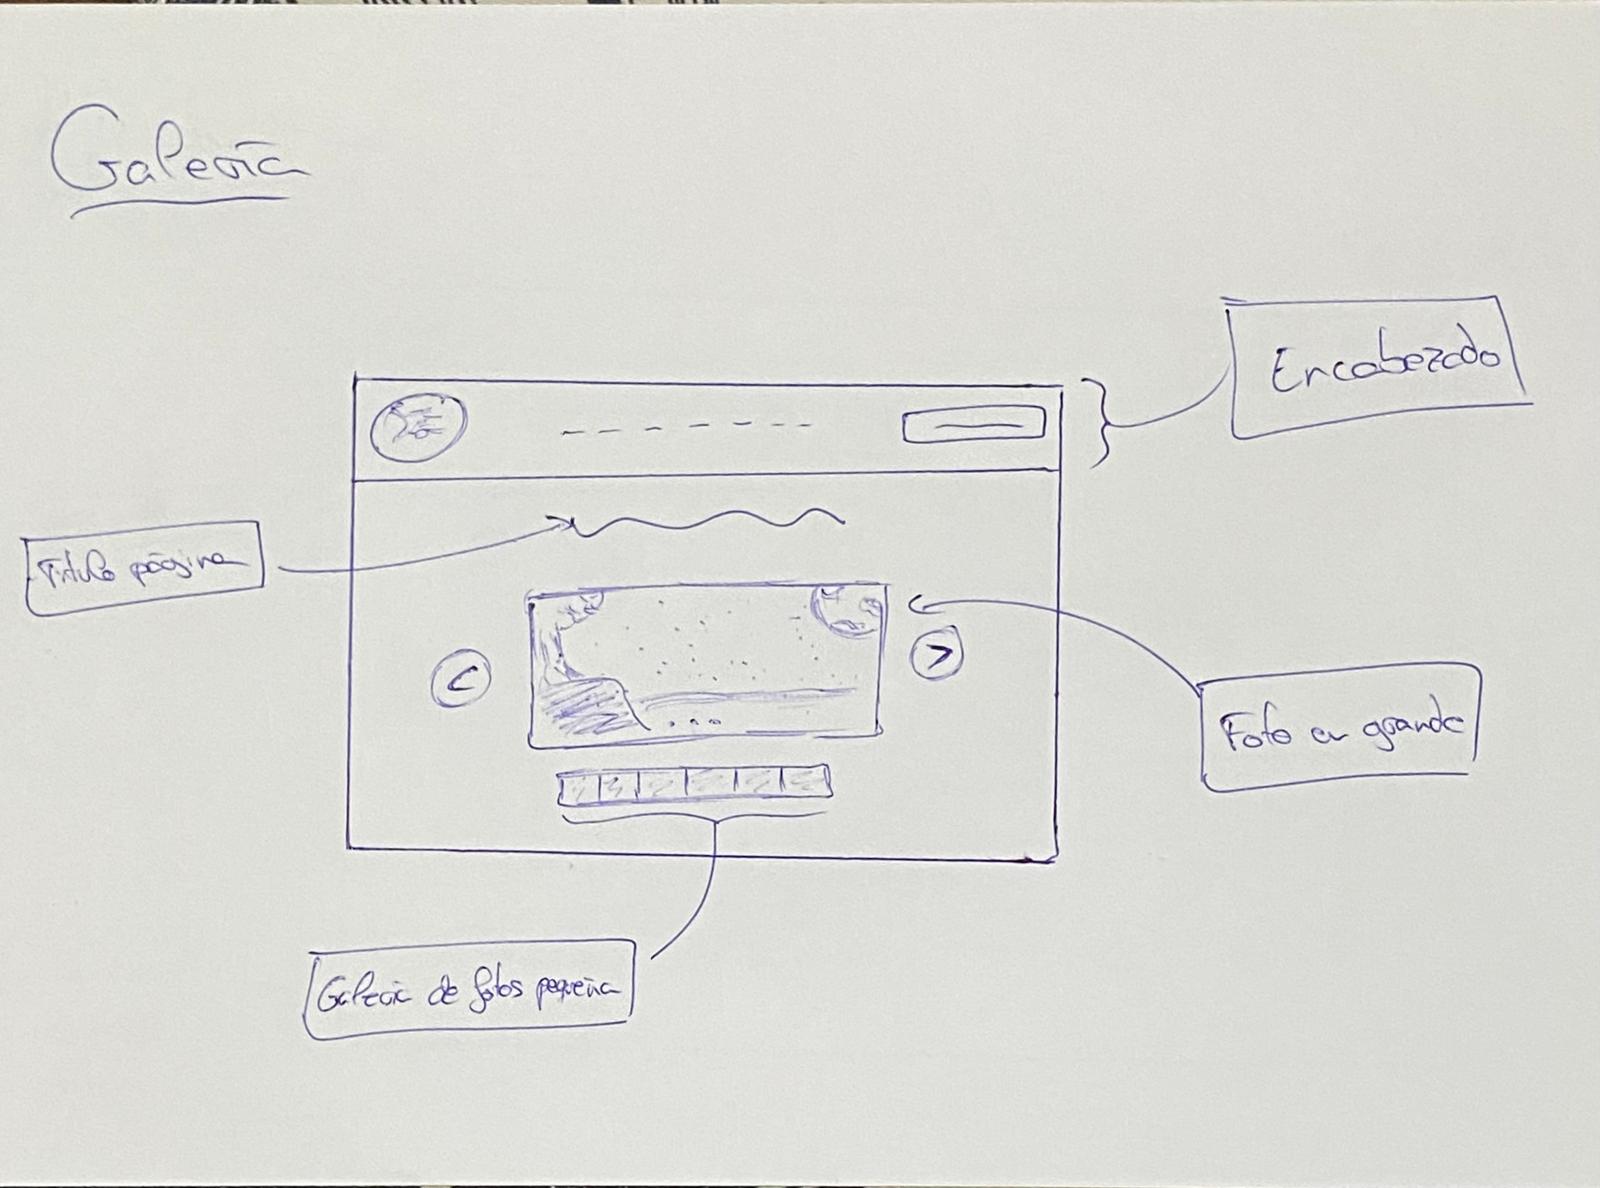 Galería
Encabezado
Título página
<
>
Foto en grande
Galería de fotos pequeña